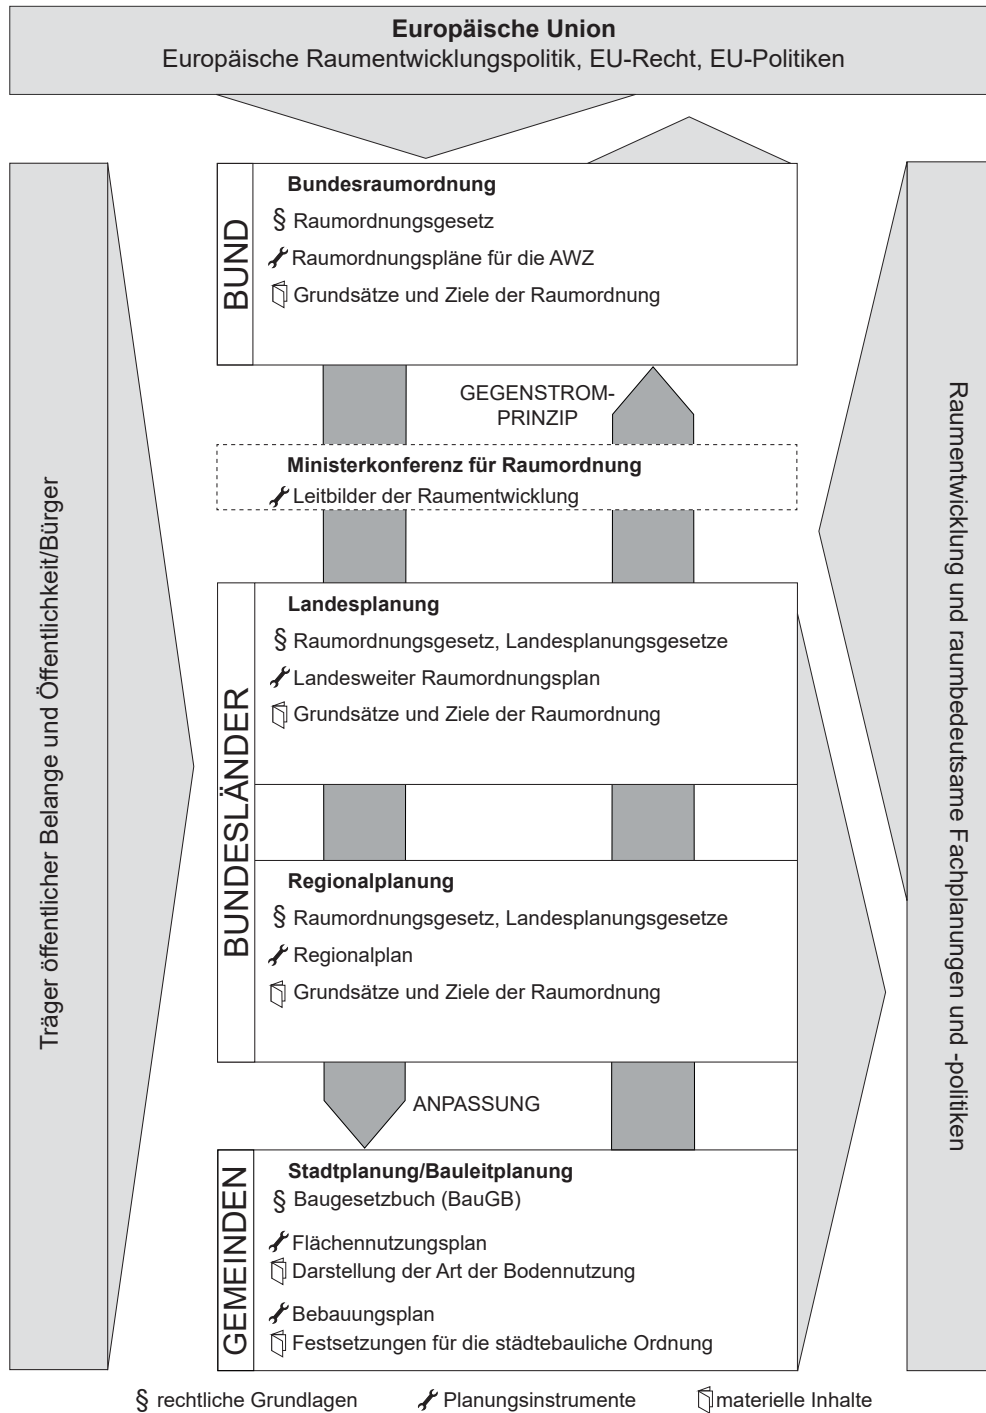 Europäische Union
Europäische Raumentwicklungspolitik, EU-Recht, EU-Politiken
Träger öffentlicher Belange und Öffentlichkeit/Bürger
BUND
Bundesraumordnung
§ Raumordnungsgesetz
Raumordnungspläne für die AWZ
Grundsätze und Ziele der Raumordnung
GEGENSTROM-
PRINZIP
Ministerkonferenz für Raumordnung
Leitbilder der Raumentwicklung
BUNDESLÄNDER
Landesplanung
§ Raumordnungsgesetz, Landesplanungsgesetze
Landesweiter Raumordnungsplan
Grundsätze und Ziele der Raumordnung
Regionalplanung
§ Raumordnungsgesetz, Landesplanungsgesetze
Regionalplan
Grundsätze und Ziele der Raumordnung
ANPASSUNG
GEMEINDEN
Stadtplanung/Bauleitplanung
§ Baugesetzbuch (BauGB)
Flächennutzungsplan
Darstellung der Art der Bodennutzung
Bebauungsplan
Festsetzungen für die städtebauliche Ordnung
Raumentwicklung und raumbedeutsame Fachplanungen und -politiken
§ rechtliche Grundlagen
Planungsinstrumente
materielle Inhalte